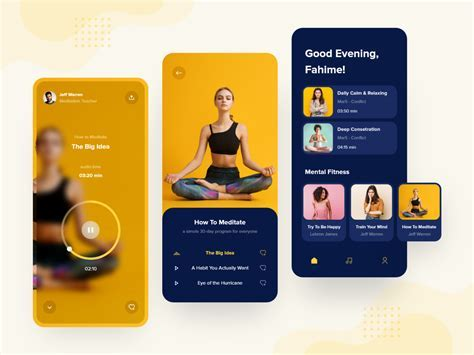 Jeff Warren
Meditation Teacher
How to Meditate
The Big Idea
audio time
03:20 min
02:10
How To Meditate
a simple 30-day program for everyone
The Big Idea
A Habit You Actually Want
Eye of the Hurricane
Good Evening,
Fahime!
Daily Calm & Relaxing
03:50 min
Deep Consetration
04:15 min
Mental Fitness
Try To Be Happy
Train Your Mind
Jeff Warren
How To Meditate
Jeff Warren